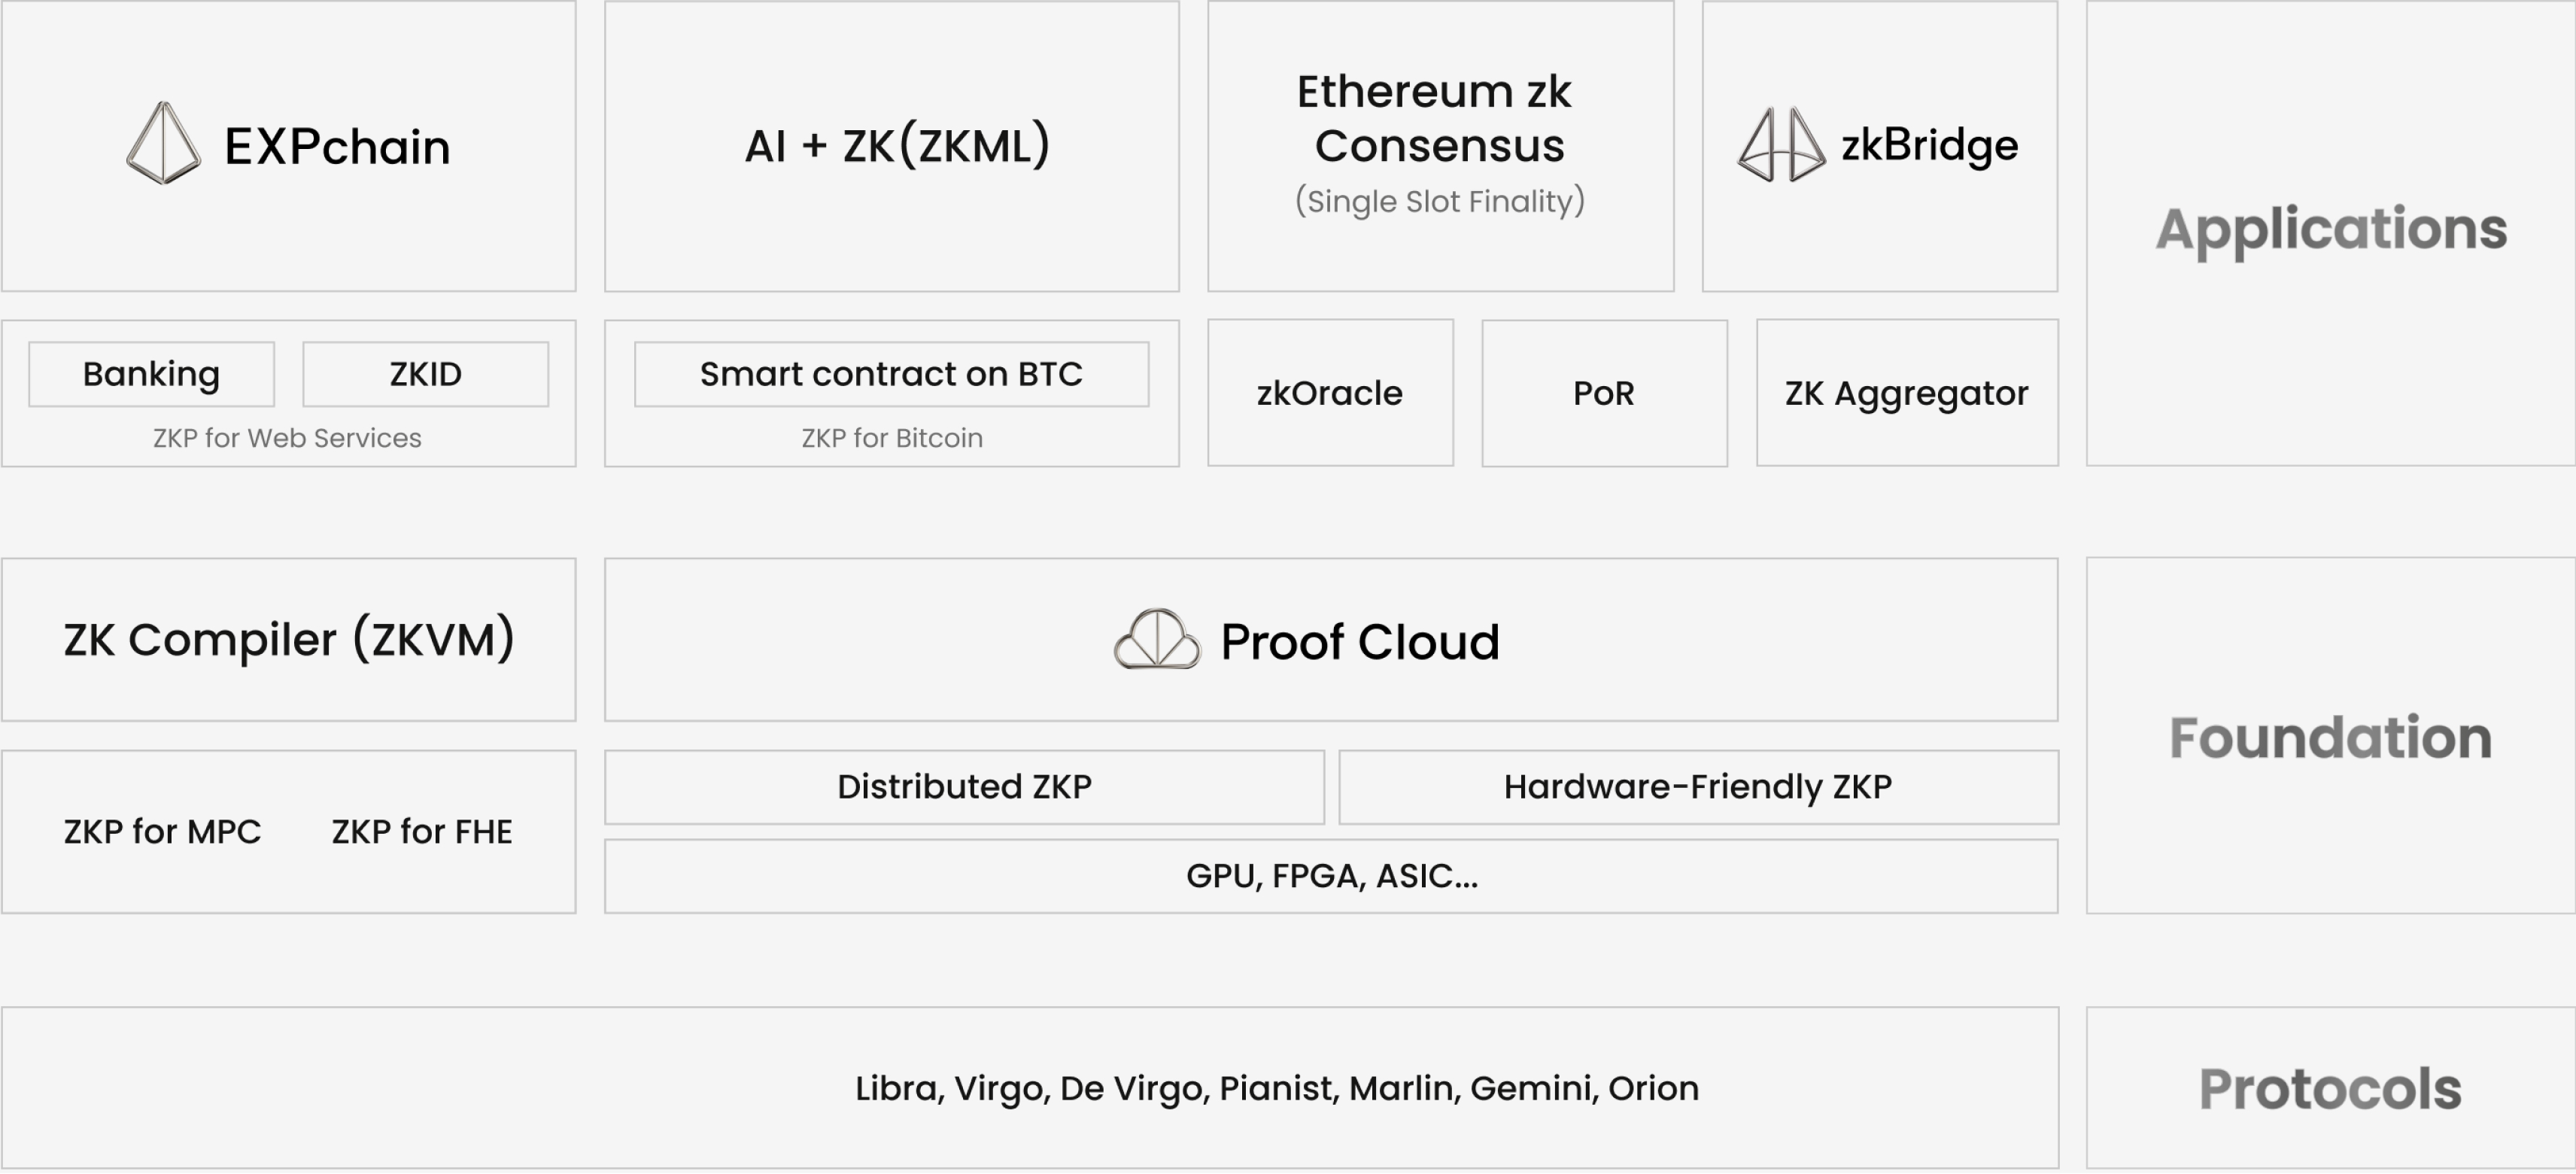 EXPchain
AI + ZK(ZKML)
Ethereum zk
Consensus
(Single Slot Finality)
zkBridge
Applications
Banking
ZKID
ZKP for Web Services
Smart contract on BTC
ZKP for Bitcoin
zkOracle
PoR
ZK Aggregator
ZK Compiler (ZKVM)
Proof Cloud
Foundation
ZKP for MPC
ZKP for FHE
Distributed ZKP
Hardware-Friendly ZKP
GPU, FPGA, ASIC...
Libra, Virgo, De Virgo, Pianist, Marlin, Gemini, Orion
Protocols